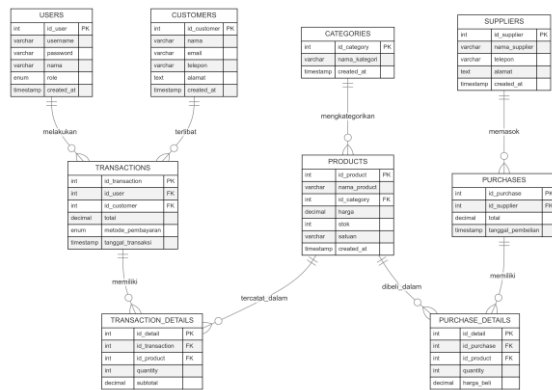 USERS
int id_user PK
varchar username
varchar password
varchar nama
enum role
timestamp created_at
CUSTOMERS
int id_customer PK
varchar nama
varchar email
varchar telepon
text alamat
timestamp created_at
CATEGORIES
int id_category PK
varchar nama_kategori
timestamp created_at
SUPPLIERS
int id_supplier PK
varchar nama_supplier
varchar telepon
text alamat
timestamp created_at
melakukan
terlibat
mengkategorikan
memasok
TRANSACTIONS
int id_transaction PK
int id_user FK
int id_customer FK
decimal total
enum metode_pembayaran
timestamp tanggal_transaksi
PRODUCTS
int id_product PK
varchar nama_product
int id_category FK
decimal harga
int stok
varchar satuan
timestamp created_at
PURCHASES
int id_purchase PK
int id_supplier FK
decimal total
timestamp tanggal_pembelian
memiliki
tercatat_dalam
dibeli_dalam
memiliki
TRANSACTION_DETAILS
int id_detail PK
int id_transaction FK
int id_product FK
int quantity
decimal subtotal
PURCHASE_DETAILS
int id_detail PK
int id_purchase FK
int id_product FK
int quantity
decimal harga_beli